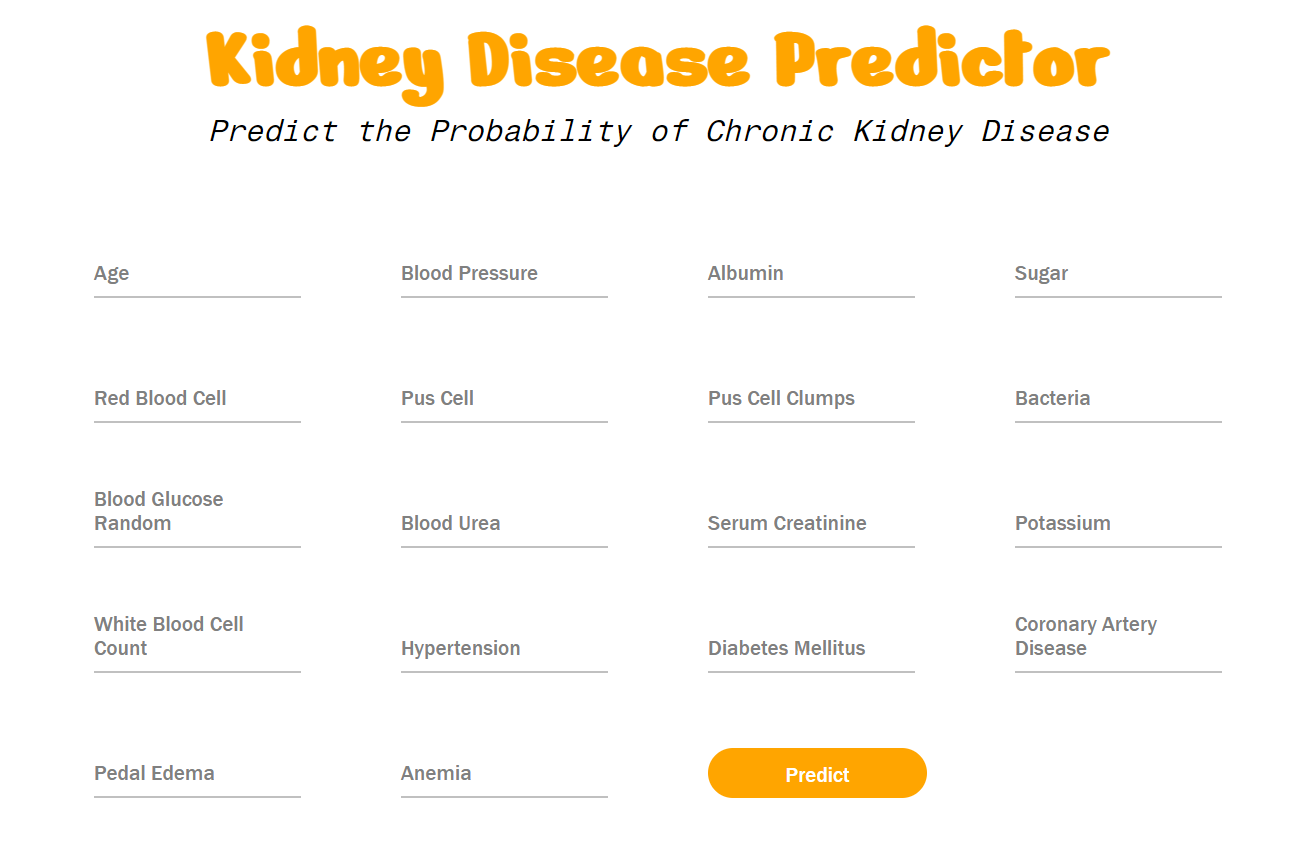 Kidney Disease Predictor
Predict the Probability of Chronic Kidney Disease
Age
Blood Pressure
Albumin
Sugar
Red Blood Cell
Pus Cell
Pus Cell Clumps
Bacteria
Blood Glucose
Random
Blood Urea
Serum Creatinine
Potassium
White Blood Cell
Count
Hypertension
Diabetes Mellitus
Coronary Artery
Disease
Pedal Edema
Anemia
Predict